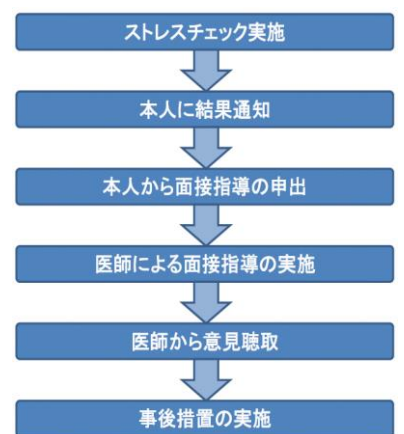 ストレスチェック実施
本人に結果通知
本人から面接指導の申出
医師による面接指導の実施
医師から意見聴取
事後措置の実施